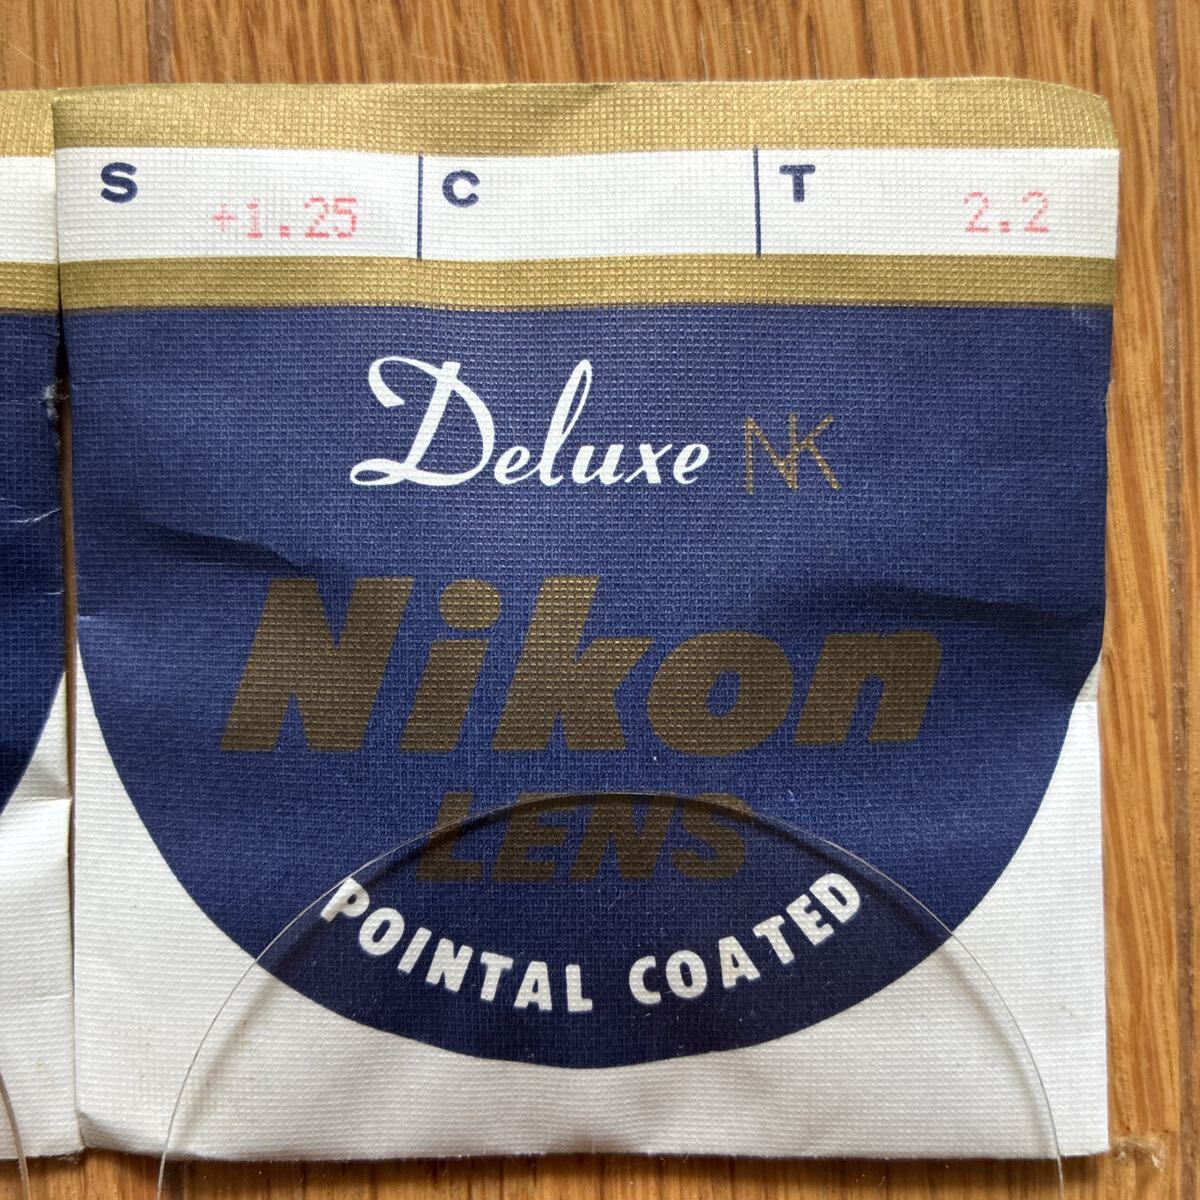 S +1.25 C T 2.2
Deluxe NK
Nikon
LENS
POINTAL COATED